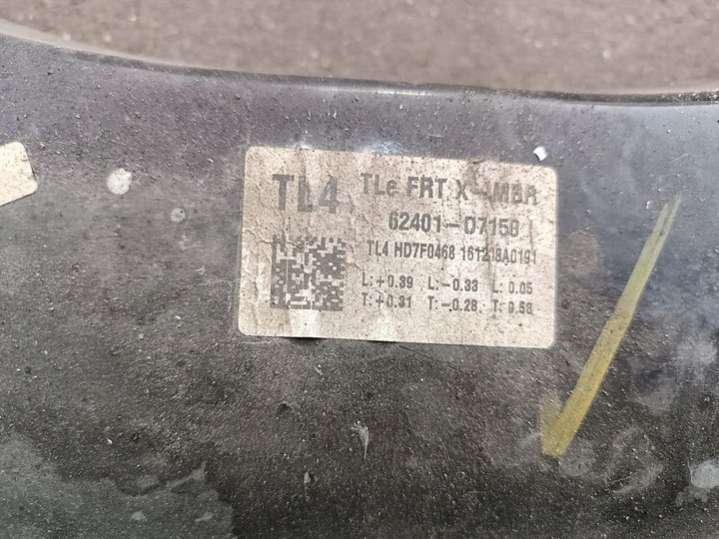 TL4
TLe FRT X-MBR
62401-D7150
TL4 HD7F0468 161218A0191
L:+0.39 L:-0.33 L: 0.05
T:+0.31 T:-0.28 T: 0.58